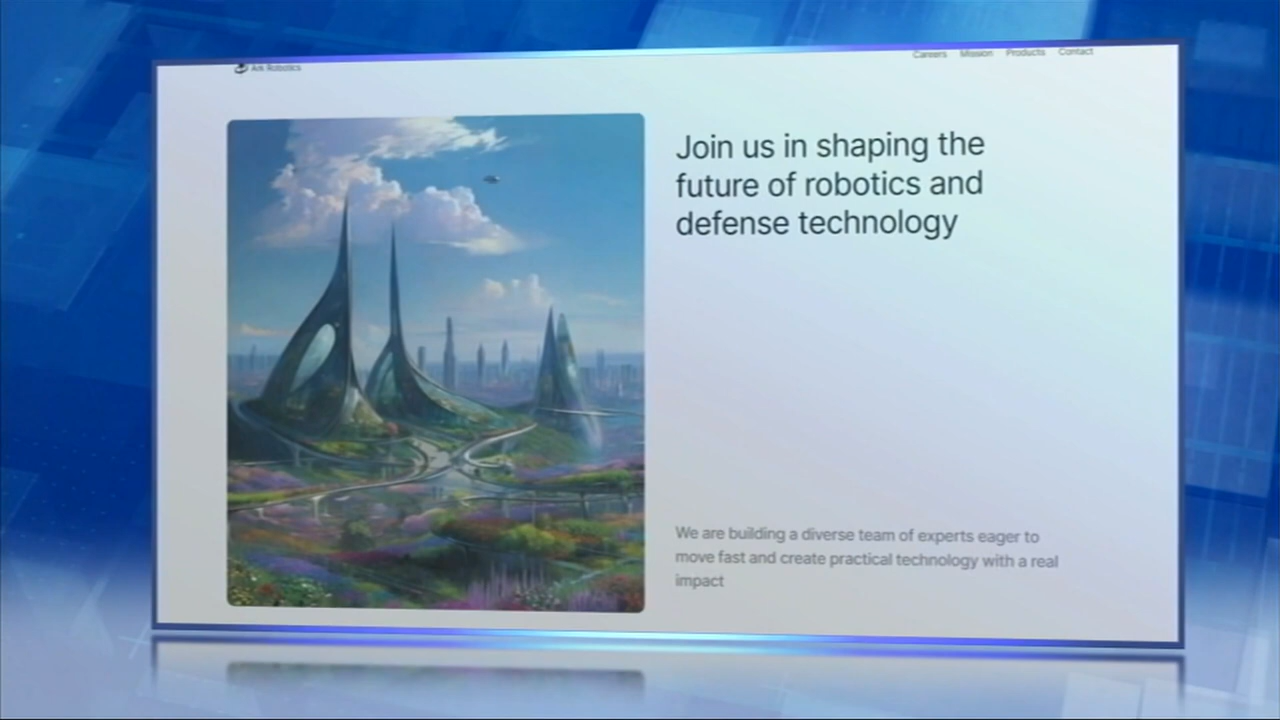 Ark Robotics
Careers Mission Products Contact
Join us in shaping the
future of robotics and
defense technology
We are building a diverse team of experts eager to
move fast and create practical technology with a real
impact